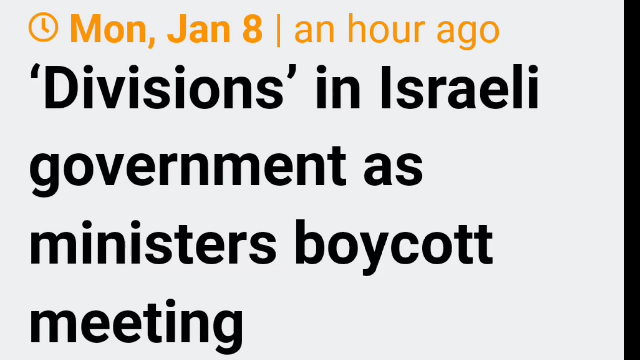 Mon, Jan 8 | an hour ago
‘Divisions’ in Israeli
government as
ministers boycott
meeting